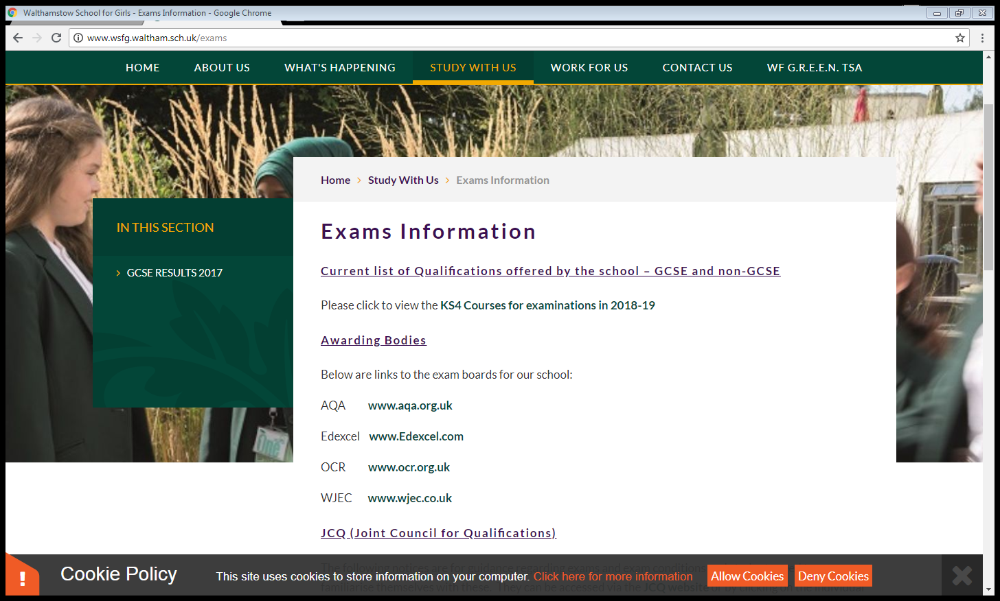 Walthamstow School for Girls - Exams Information - Google Chrome
www.wsfg.waltham.sch.uk/exams
HOME ABOUT US WHAT'S HAPPENING STUDY WITH US WORK FOR US CONTACT US WF G.R.E.E.N. TSA
Home > Study With Us > Exams Information
IN THIS SECTION
> GCSE RESULTS 2017
Exams Information
Current list of Qualifications offered by the school – GCSE and non-GCSE
Please click to view the KS4 Courses for examinations in 2018-19
Awarding Bodies
Below are links to the exam boards for our school:
AQA www.aqa.org.uk
Edexcel www.Edexcel.com
OCR www.ocr.org.uk
WJEC www.wjec.co.uk
One
JCQ (Joint Council for Qualifications)
The following notices are for guidance regarding exams and exam conditions
familiarise themselves with these. They can be accessed via the JCQ website or by clicking on the individual
! Cookie Policy This site uses cookies to store information on your computer. Click here for more information Allow Cookies Deny Cookies